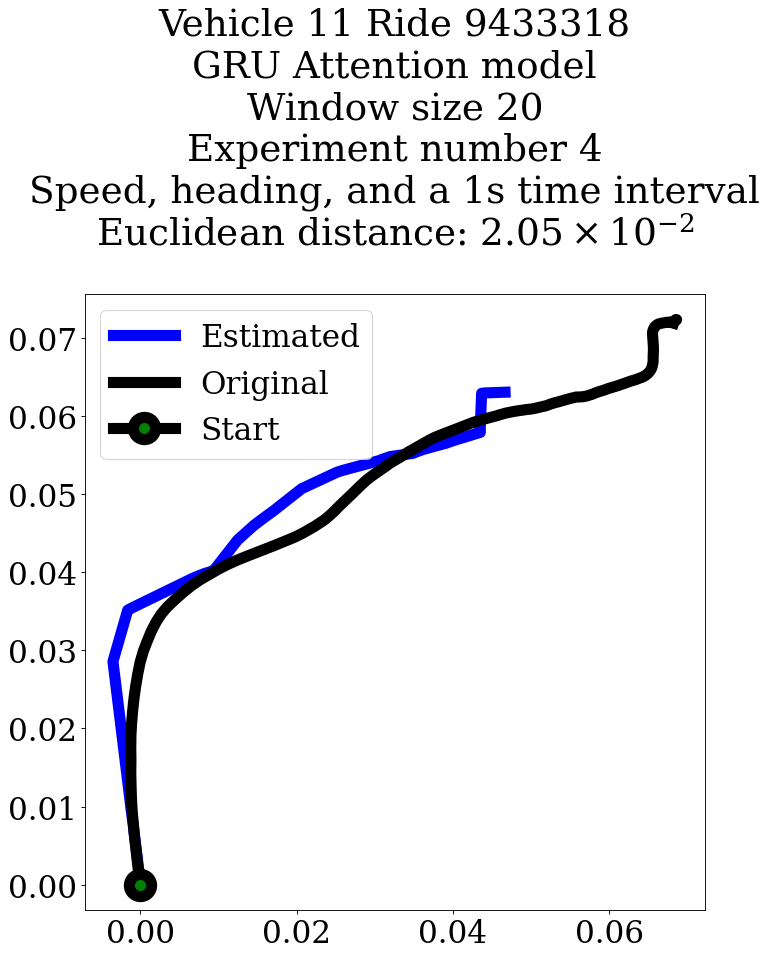 Vehicle 11 Ride 9433318
GRU Attention model
Window size 20
Experiment number 4
Speed, heading, and a 1s time interval
Euclidean distance: 2.05 × 10⁻²
Estimated
Original
Start
0.07
0.06
0.05
0.04
0.03
0.02
0.01
0.00
0.00 0.02 0.04 0.06